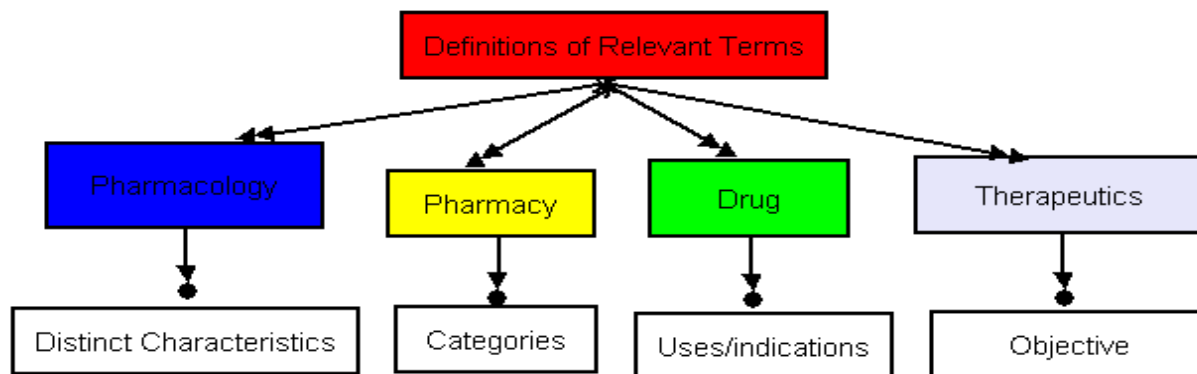 Definitions of Relevant Terms
Pharmacology
Pharmacy
Drug
Therapeutics
Distinct Characteristics
Categories
Uses/indications
Objective